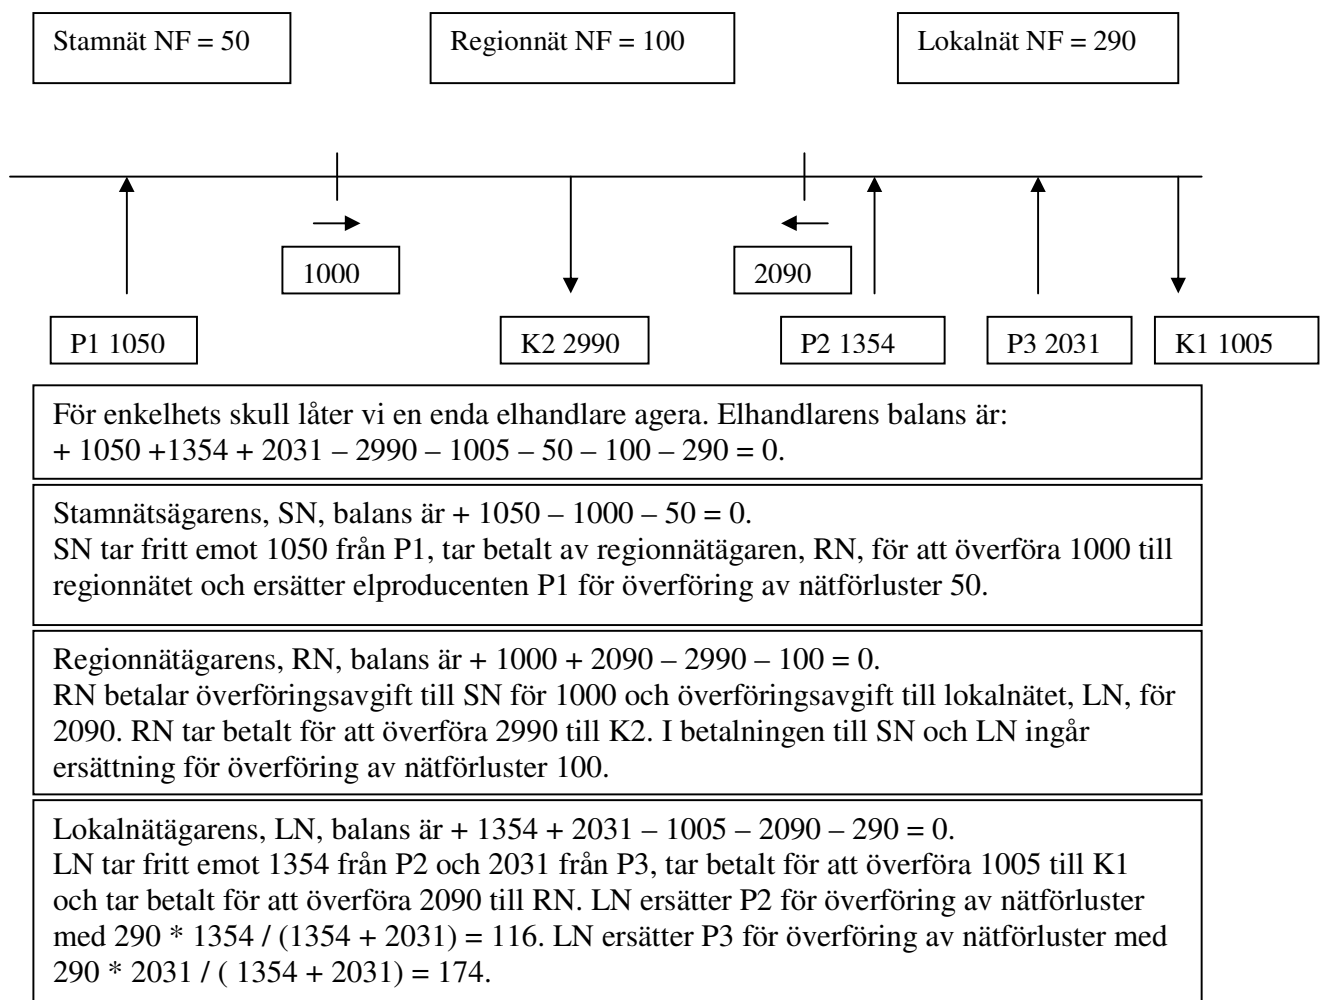 Stamnät NF = 50
Regionnät NF = 100
Lokalnät NF = 290
1000
2090
P1 1050
K2 2990
P2 1354
P3 2031
K1 1005
För enkelhets skull låter vi en enda elhandlare agera. Elhandlarens balans är:
+ 1050 +1354 + 2031 – 2990 – 1005 – 50 – 100 – 290 = 0.
Stamnätsägarens, SN, balans är + 1050 – 1000 – 50 = 0.
SN tar fritt emot 1050 från P1, tar betalt av regionnätägaren, RN, för att överföra 1000 till
regionnätet och ersätter elproducenten P1 för överföring av nätförluster 50.
Regionnätägarens, RN, balans är + 1000 + 2090 – 2990 – 100 = 0.
RN betalar överföringsavgift till SN för 1000 och överföringsavgift till lokalnätet, LN, för
2090. RN tar betalt för att överföra 2990 till K2. I betalningen till SN och LN ingår
ersättning för överföring av nätförluster 100.
Lokalnätägarens, LN, balans är + 1354 + 2031 – 1005 – 2090 – 290 = 0.
LN tar fritt emot 1354 från P2 och 2031 från P3, tar betalt för att överföra 1005 till K1
och tar betalt för att överföra 2090 till RN. LN ersätter P2 för överföring av nätförluster
med 290 * 1354 / (1354 + 2031) = 116. LN ersätter P3 för överföring av nätförluster med
290 * 2031 / ( 1354 + 2031) = 174.